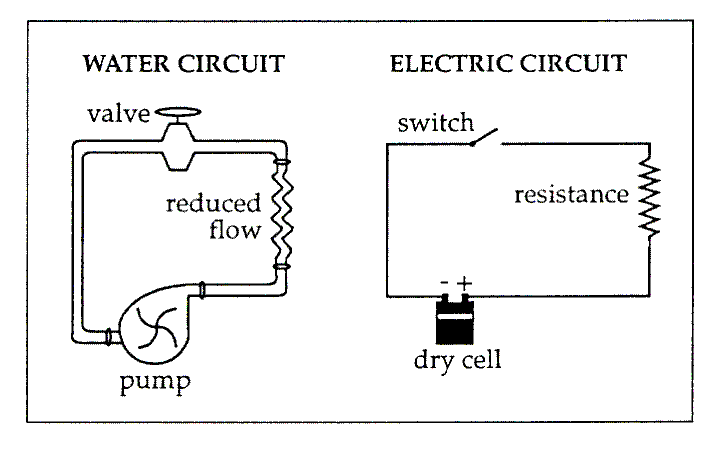 WATER CIRCUIT
valve
reduced
flow
pump
ELECTRIC CIRCUIT
switch
resistance
- +
dry cell